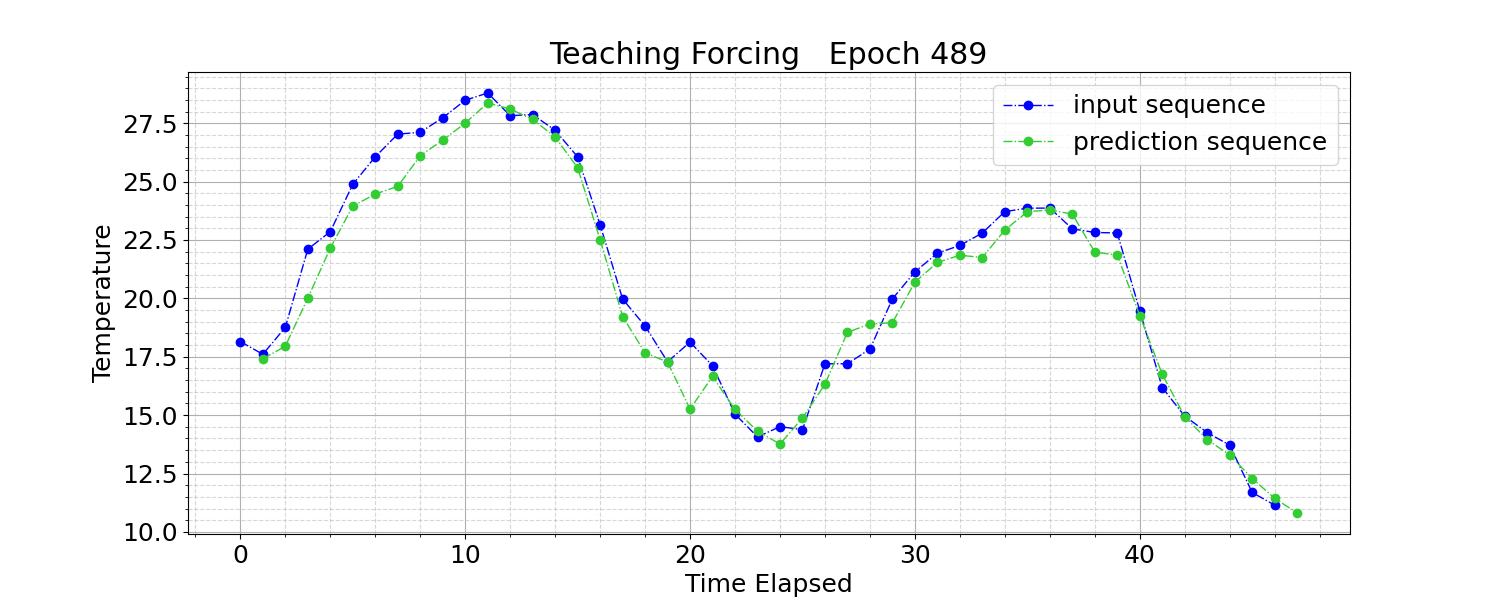 Teaching Forcing   Epoch 489
input sequence
prediction sequence
Temperature
27.5
25.0
22.5
20.0
17.5
15.0
12.5
10.0
0 10 20 30 40
Time Elapsed